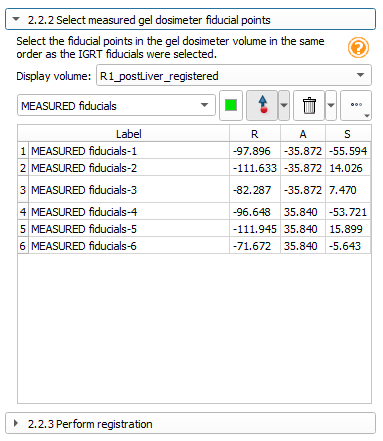 2.2.2 Select measured gel dosimeter fiducial points
Select the fiducial points in the gel dosimeter volume in the same
order as the IGRT fiducials were selected.
Display volume: R1_postLiver_registered
MEASURED fiducials
Label R A S
1 MEASURED fiducials-1 -97.896 -35.872 -55.594
2 MEASURED fiducials-2 -111.633 -35.872 14.026
3 MEASURED fiducials-3 -82.287 -35.872 7.470
4 MEASURED fiducials-4 -96.648 35.840 -53.721
5 MEASURED fiducials-5 -111.945 35.840 15.899
6 MEASURED fiducials-6 -71.672 35.840 -5.643
2.2.3 Perform registration